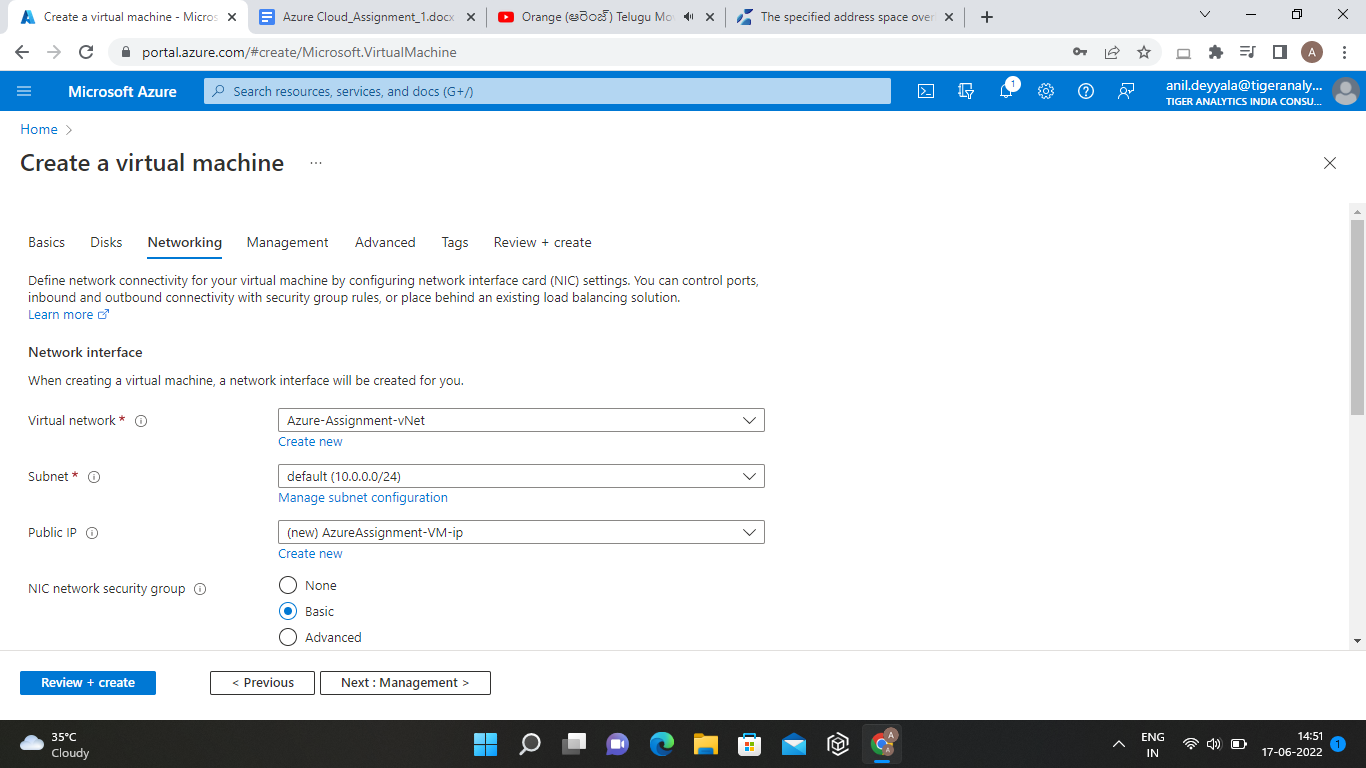 Create a virtual machine - Micros
Azure Cloud_Assignment_1.docx
Orange (ఆరెంజ్) Telugu Mo
The specified address space over
portal.azure.com/#create/Microsoft.VirtualMachine
A
Microsoft Azure
Search resources, services, and docs (G+/)
1
anil.deyyala@tigeranaly...
TIGER ANALYTICS INDIA CONSU...
Home
Create a virtual machine
...
Basics
Disks
Networking
Management
Advanced
Tags
Review + create
Define network connectivity for your virtual machine by configuring network interface card (NIC) settings. You can control ports,
inbound and outbound connectivity with security group rules, or place behind an existing load balancing solution.
Learn more
Network interface
When creating a virtual machine, a network interface will be created for you.
Virtual network *
Azure-Assignment-vNet
Create new
Subnet *
default (10.0.0.0/24)
Manage subnet configuration
Public IP
(new) AzureAssignment-VM-ip
Create new
NIC network security group
None
Basic
Advanced
Review + create
< Previous
Next : Management >
35°C
Cloudy
A
A
ENG
IN
14:51
17-06-2022
1